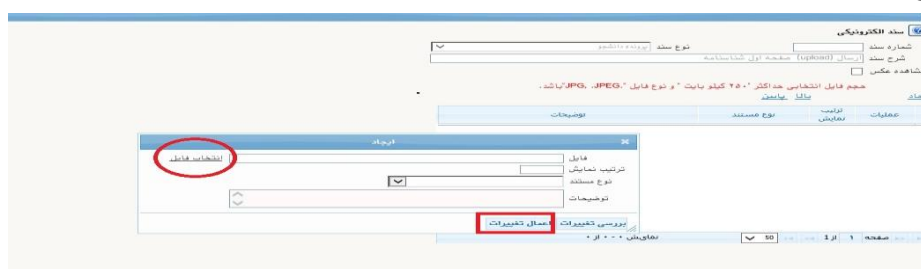 سند الکترونیکی
شماره سند
نوع سند پرونده دانشجو
شرح سند ارسال (upload) صفحه اول شناسنامه
شاهده عکس
حجم فایل انتخابی حداکثر "۲۵۰ کیلو بایت" و نوع فایل ".JPG, .JPEG" باشد.
بالا پایین
عملیات ترتیب نمایش نوع مستند توضیحات
ایجاد
فایل انتخاب فایل
ترتیب نمایش
نوع مستند
توضیحات
بررسی تغییرات اعمال تغییرات
صفحه ۱ از 1 50 نمایش ۰ - ۰ از ۰